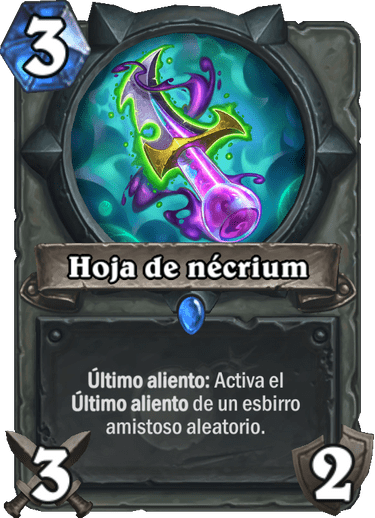 3
Hoja de nécrium
Último aliento: Activa el
Último aliento de un esbirro
amistoso aleatorio.
3
2